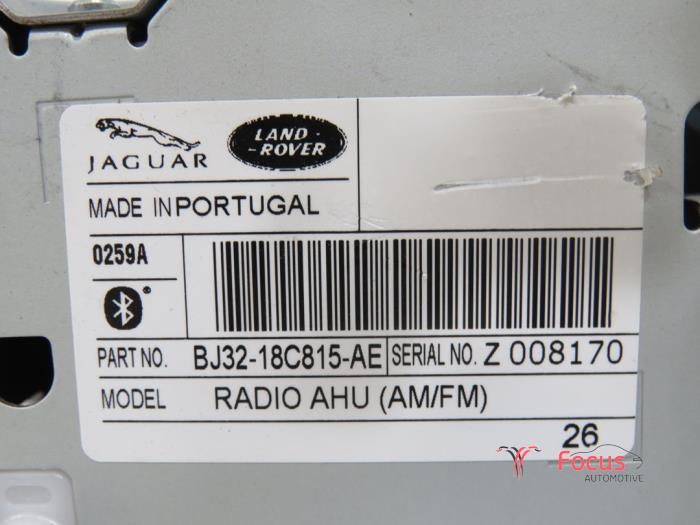 JAGUAR
LAND-
-ROVER
MADE IN PORTUGAL
0259A
PART NO. BJ32-18C815-AE SERIAL NO. Z 008170
MODEL RADIO AHU (AM/FM)
26
Focus
AUTOMOTIVE